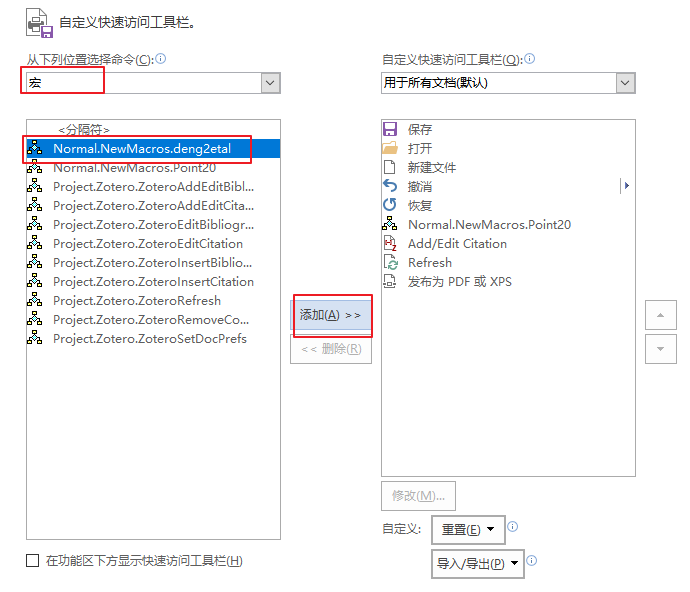 自定义快速访问工具栏。
从下列位置选择命令(C):
宏
<分隔符>
Normal.NewMacros.deng2etal
Normal.NewMacros.Point20
Project.Zotero.ZoteroAddEditBibl...
Project.Zotero.ZoteroAddEditCita...
Project.Zotero.ZoteroEditBibliogr...
Project.Zotero.ZoteroEditCitation
Project.Zotero.ZoteroInsertBiblio...
Project.Zotero.ZoteroInsertCitation
Project.Zotero.ZoteroRefresh
Project.Zotero.ZoteroRemoveCo...
Project.Zotero.ZoteroSetDocPrefs
在功能区下方显示快速访问工具栏(H)
添加(A) >>
<< 删除(R)
自定义快速访问工具栏(Q):
用于所有文档(默认)
保存
打开
新建文件
撤消
恢复
Normal.NewMacros.Point20
Add/Edit Citation
Refresh
发布为 PDF 或 XPS
修改(M)...
自定义:
重置(E)
导入/导出(P)